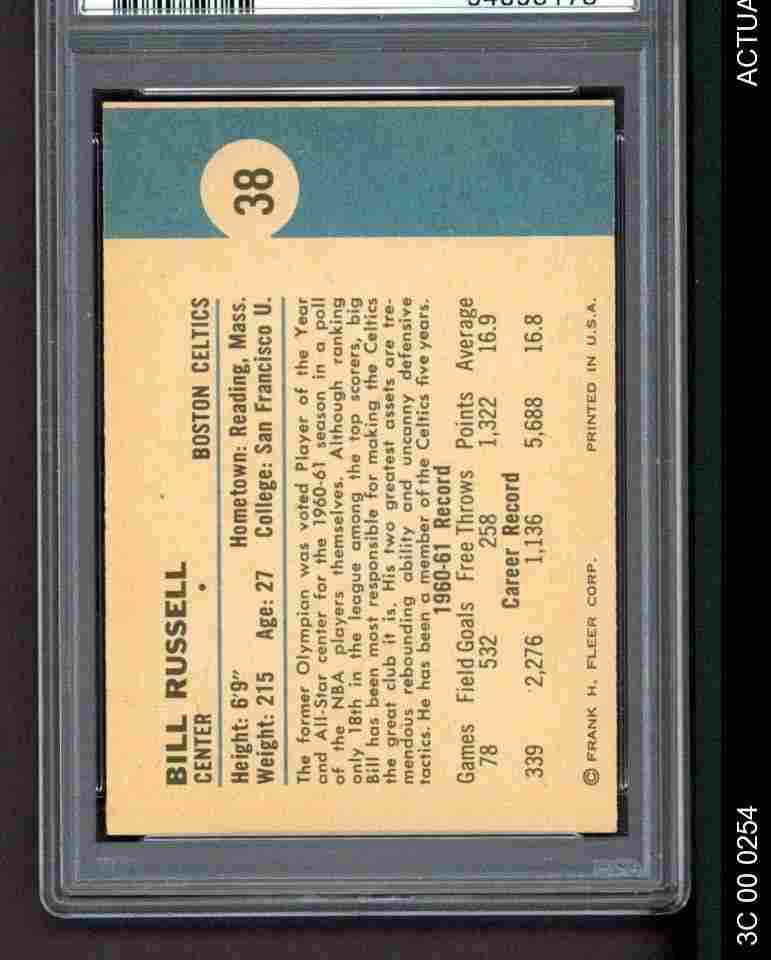 38
BILL RUSSELL
CENTER • BOSTON CELTICS
Height: 6'9" Hometown: Reading, Mass.
Weight: 215 Age: 27 College: San Francisco U.
The former Olympian was voted Player of the Year
and All-Star center for the 1960-61 season in a poll
of the NBA players themselves. Although ranking
only 18th in the league among the top scorers, big
Bill has been most responsible for making the Celtics
the great club it is. His two greatest assets are tre-
mendous rebounding ability and uncanny defensive
tactics. He has been a member of the Celtics five years.
1960-61 Record
Games Field Goals Free Throws Points Average
78 532 258 1,322 16.9
Career Record
339 2,276 1,136 5,688 16.8
© FRANK H. FLEER CORP. PRINTED IN U.S.A.
3C 00 0254 ACTUA